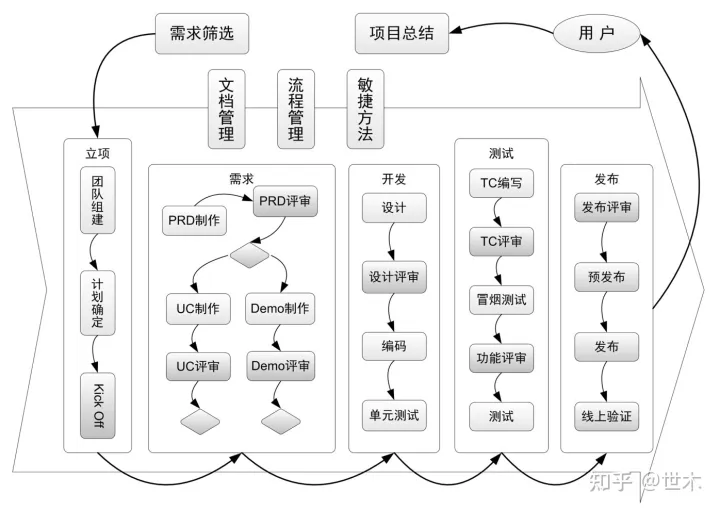 需求筛选
项目总结
用 户
文档管理
流程管理
敏捷方法
立项
团队组建
计划确定
Kick Off
需求
PRD制作
PRD评审
UC制作
Demo制作
UC评审
Demo评审
开发
设计
设计评审
编码
单元测试
测试
TC编写
TC评审
冒烟测试
功能评审
测试
发布
发布评审
预发布
发布
线上验证
知乎 @世木